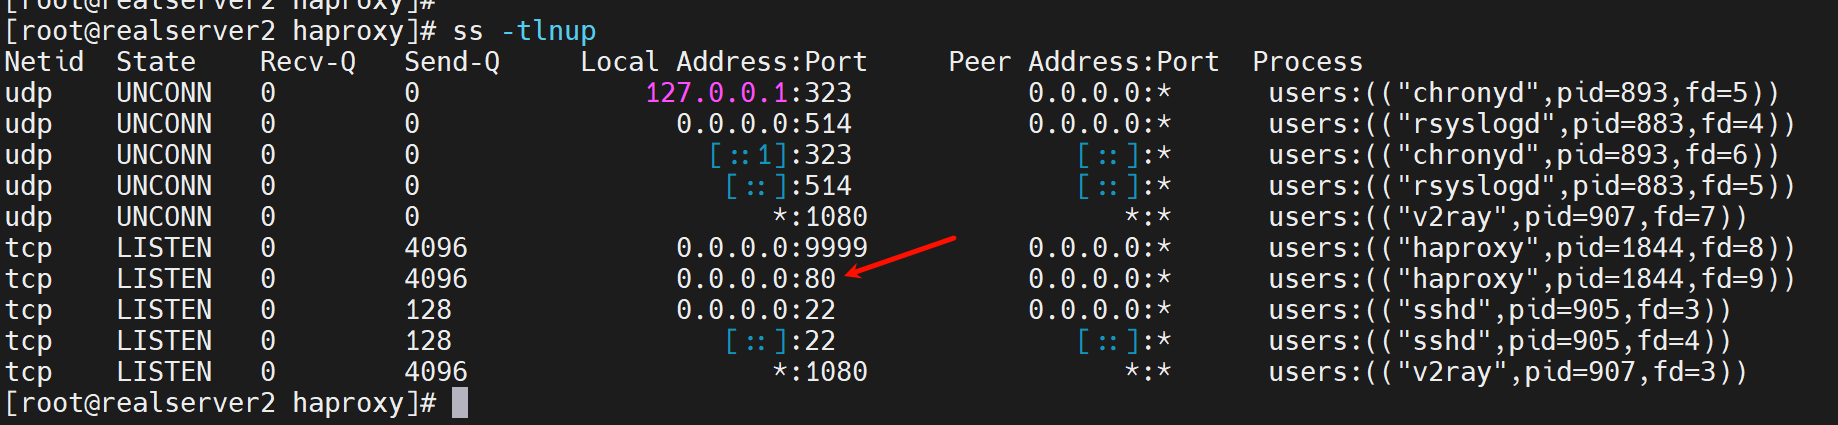 [root@realserver2 haproxy]#
[root@realserver2 haproxy]# ss -tlnup
Netid  State   Recv-Q  Send-Q     Local Address:Port     Peer Address:Port  Process
udp    UNCONN  0       0              127.0.0.1:323           0.0.0.0:*      users:(("chronyd",pid=893,fd=5))
udp    UNCONN  0       0                0.0.0.0:514           0.0.0.0:*      users:(("rsyslogd",pid=883,fd=4))
udp    UNCONN  0       0                  [::1]:323              [::]:*      users:(("chronyd",pid=893,fd=6))
udp    UNCONN  0       0                   [::]:514              [::]:*      users:(("rsyslogd",pid=883,fd=5))
udp    UNCONN  0       0                      *:1080                *:*      users:(("v2ray",pid=907,fd=7))
tcp    LISTEN  0       4096             0.0.0.0:9999          0.0.0.0:*      users:(("haproxy",pid=1844,fd=8))
tcp    LISTEN  0       4096             0.0.0.0:80            0.0.0.0:*      users:(("haproxy",pid=1844,fd=9))
tcp    LISTEN  0       128              0.0.0.0:22            0.0.0.0:*      users:(("sshd",pid=905,fd=3))
tcp    LISTEN  0       128                 [::]:22               [::]:*      users:(("sshd",pid=905,fd=4))
tcp    LISTEN  0       4096                   *:1080                *:*      users:(("v2ray",pid=907,fd=3))
[root@realserver2 haproxy]#